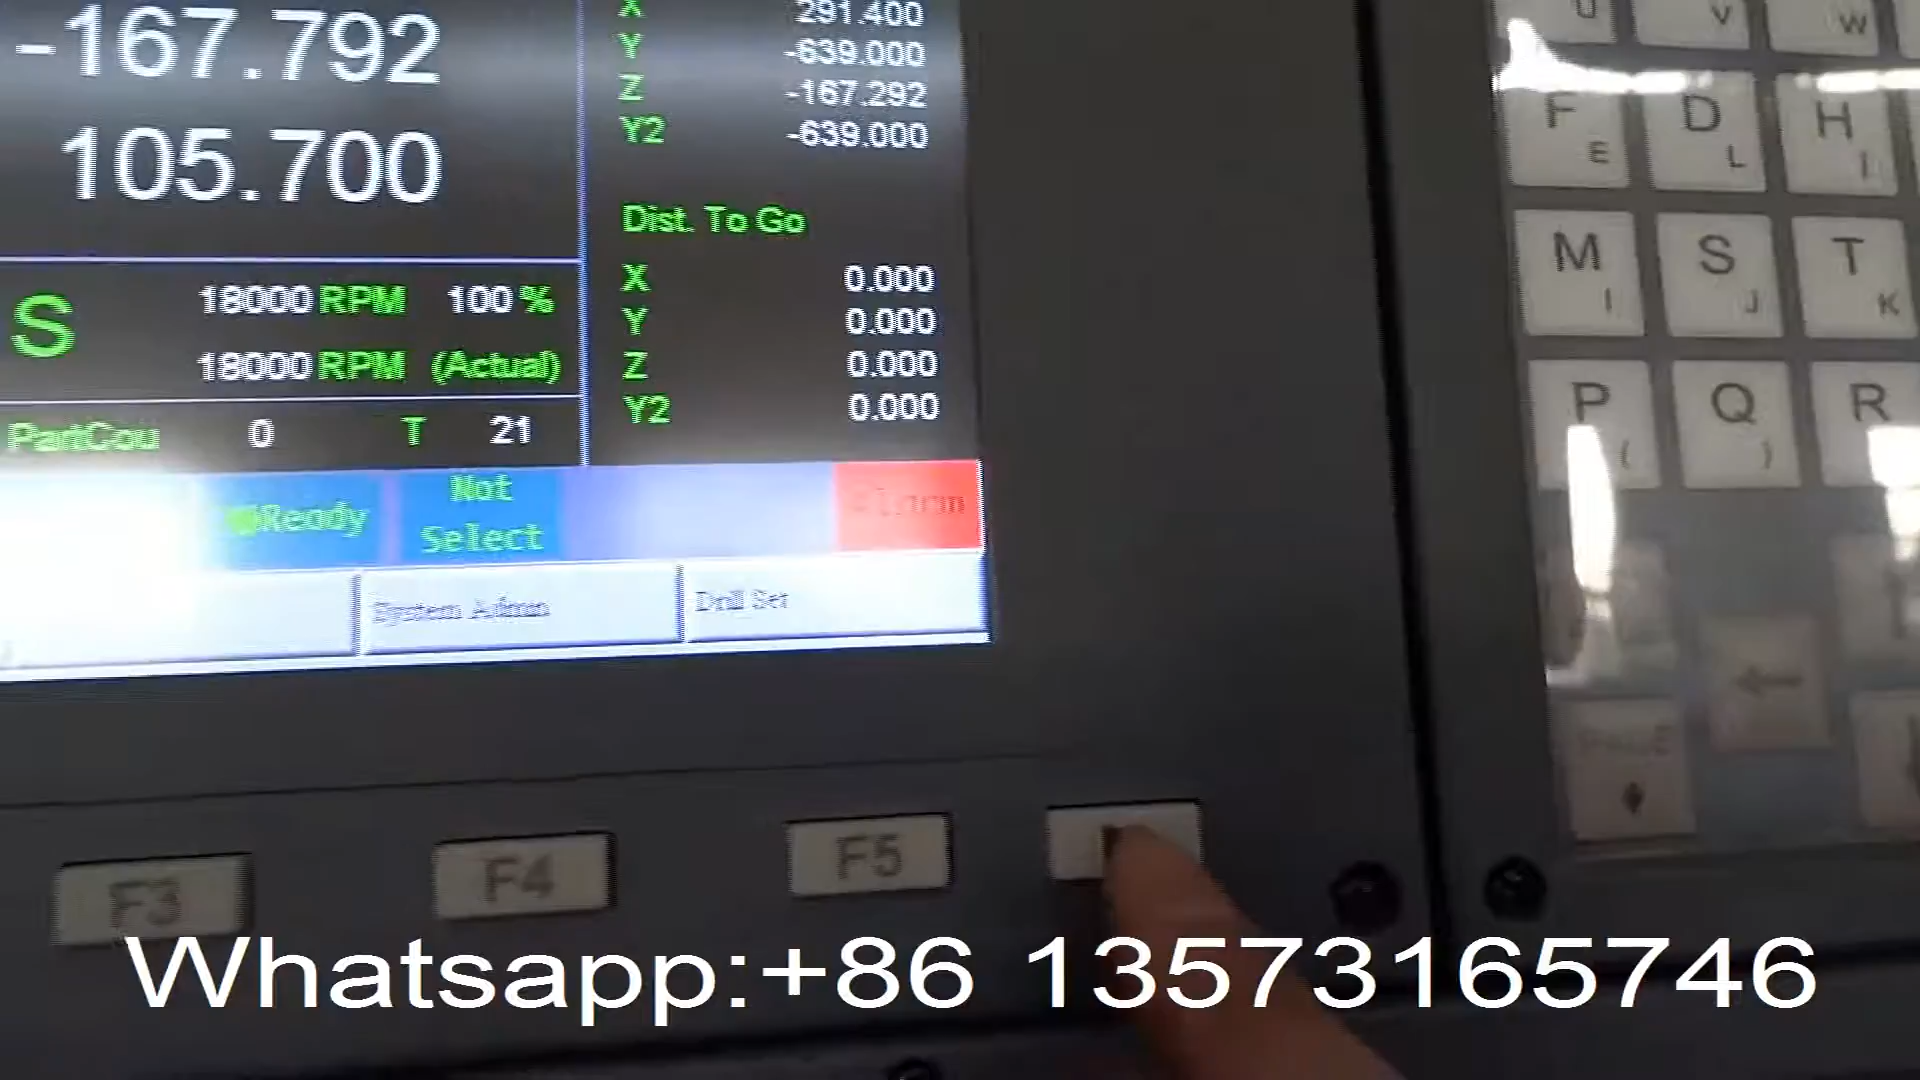 -167.792
105.700
X 291.400
Y -639.000
Z -167.292
Y2 -639.000
Dist. To Go
X 0.000
Y 0.000
Z 0.000
Y2 0.000
S 18000 RPM 100 %
18000 RPM (Actual)
PartCou 0 T 21
Ready
Not
Select
Alarm
System Admin
Drill Set
F3
F4
F5
U V W
F E
D L
H I
M I
S J
T K
P (
Q )
R
←
PAGE
Whatsapp:+86 13573165746